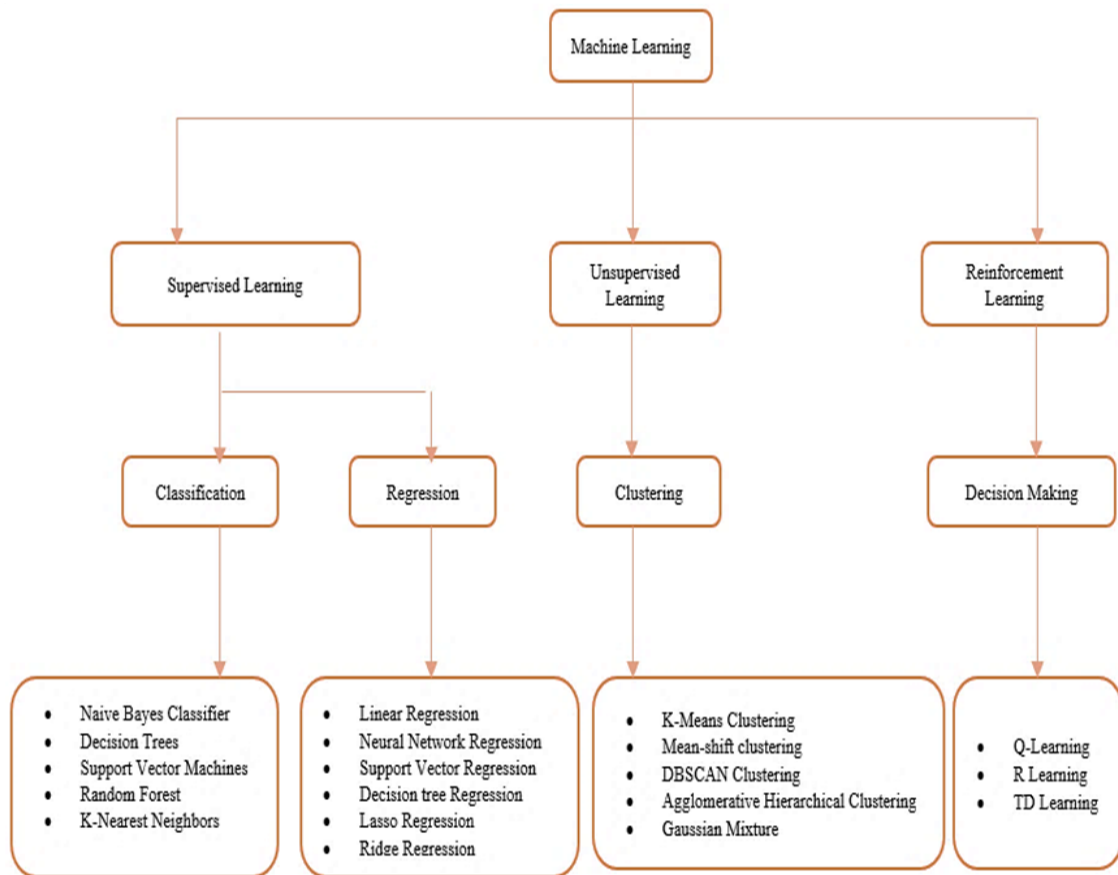 Machine Learning
Supervised Learning
Unsupervised
Learning
Reinforcement
Learning
Classification
Regression
Clustering
Decision Making
• Naive Bayes Classifier
• Decision Trees
• Support Vector Machines
• Random Forest
• K-Nearest Neighbors
• Linear Regression
• Neural Network Regression
• Support Vector Regression
• Decision tree Regression
• Lasso Regression
• Ridge Regression
• K-Means Clustering
• Mean-shift clustering
• DBSCAN Clustering
• Agglomerative Hierarchical Clustering
• Gaussian Mixture
• Q-Learning
• R Learning
• TD Learning